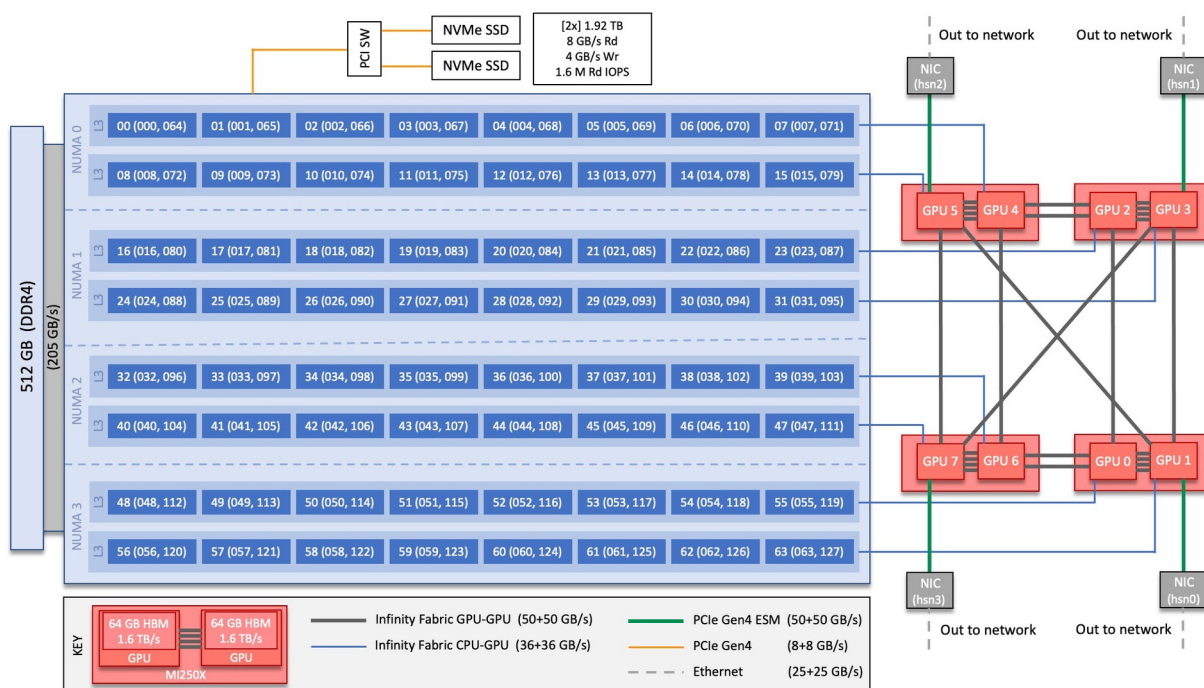 PCI SW
NVMe SSD
NVMe SSD
[2x] 1.92 TB
8 GB/s Rd
4 GB/s Wr
1.6 M Rd IOPS
Out to network
Out to network
NIC
(hsn2)
NIC
(hsn1)
512 GB (DDR4)
(205 GB/s)
NUMA 0
L3
00 (000, 064) 01 (001, 065) 02 (002, 066) 03 (003, 067) 04 (004, 068) 05 (005, 069) 06 (006, 070) 07 (007, 071)
L3
08 (008, 072) 09 (009, 073) 10 (010, 074) 11 (011, 075) 12 (012, 076) 13 (013, 077) 14 (014, 078) 15 (015, 079)
GPU 5 GPU 4 GPU 2 GPU 3
NUMA 1
L3
16 (016, 080) 17 (017, 081) 18 (018, 082) 19 (019, 083) 20 (020, 084) 21 (021, 085) 22 (022, 086) 23 (023, 087)
L3
24 (024, 088) 25 (025, 089) 26 (026, 090) 27 (027, 091) 28 (028, 092) 29 (029, 093) 30 (030, 094) 31 (031, 095)
NUMA 2
L3
32 (032, 096) 33 (033, 097) 34 (034, 098) 35 (035, 099) 36 (036, 100) 37 (037, 101) 38 (038, 102) 39 (039, 103)
L3
40 (040, 104) 41 (041, 105) 42 (042, 106) 43 (043, 107) 44 (044, 108) 45 (045, 109) 46 (046, 110) 47 (047, 111)
GPU 7 GPU 6 GPU 0 GPU 1
NUMA 3
L3
48 (048, 112) 49 (049, 113) 50 (050, 114) 51 (051, 115) 52 (052, 116) 53 (053, 117) 54 (054, 118) 55 (055, 119)
L3
56 (056, 120) 57 (057, 121) 58 (058, 122) 59 (059, 123) 60 (060, 124) 61 (061, 125) 62 (062, 126) 63 (063, 127)
NIC
(hsn3)
NIC
(hsn0)
Out to network
Out to network
KEY
64 GB HBM
1.6 TB/s
GPU
64 GB HBM
1.6 TB/s
GPU
MI250X
Infinity Fabric GPU-GPU (50+50 GB/s)
Infinity Fabric CPU-GPU (36+36 GB/s)
PCIe Gen4 ESM (50+50 GB/s)
PCIe Gen4 (8+8 GB/s)
Ethernet (25+25 GB/s)